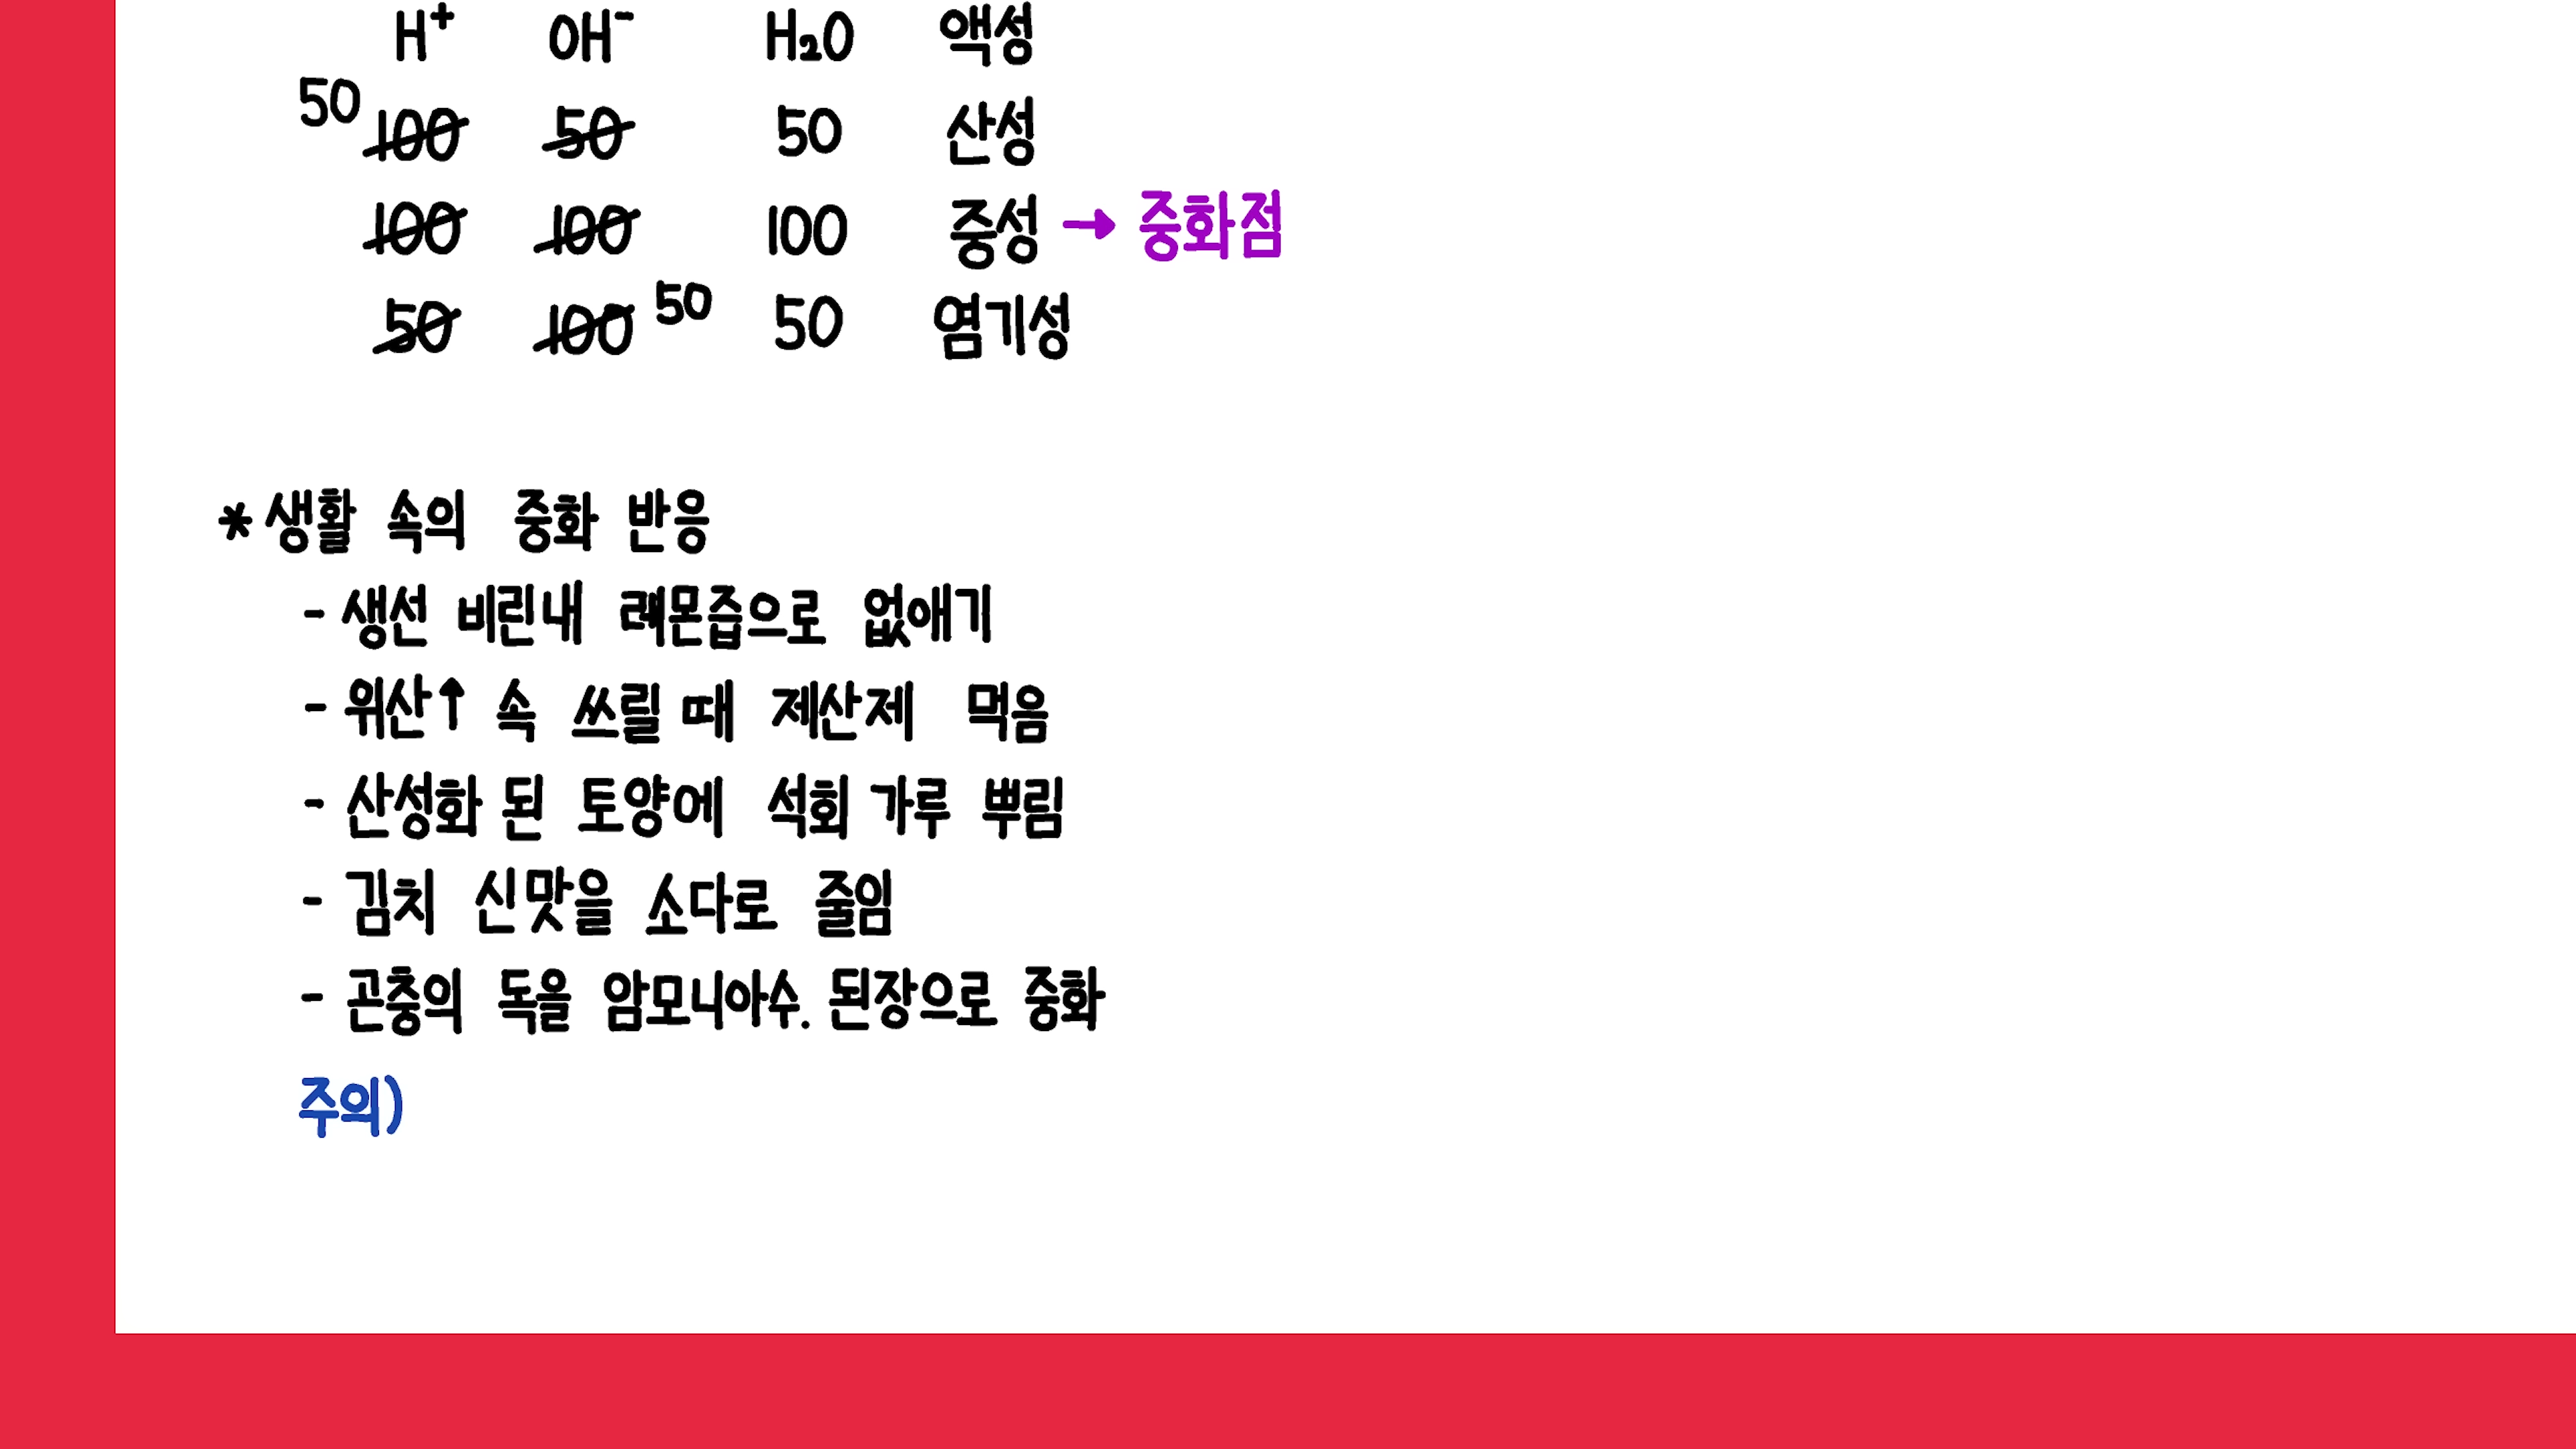 H⁺ OH⁻ H₂O 액성
50 100 50 50 산성
100 100 100 중성 → 중화점
50 100 50 50 염기성
* 생활 속의 중화 반응
- 생선 비린내 레몬즙으로 없애기
- 위산↑ 속 쓰릴 때 제산제 먹음
- 산성화 된 토양에 석회 가루 뿌림
- 김치 신맛을 소다로 줄임
- 곤충의 독을 암모니아수. 된장으로 중화
주의)